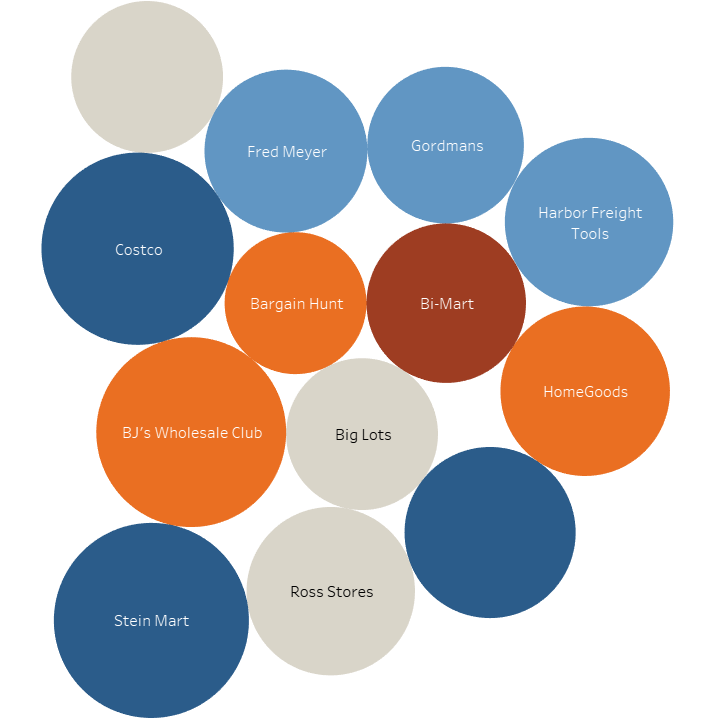 Fred Meyer
Gordmans
Harbor Freight
Tools
Costco
Bargain Hunt
Bi-Mart
HomeGoods
BJ's Wholesale Club
Big Lots
Ross Stores
Stein Mart